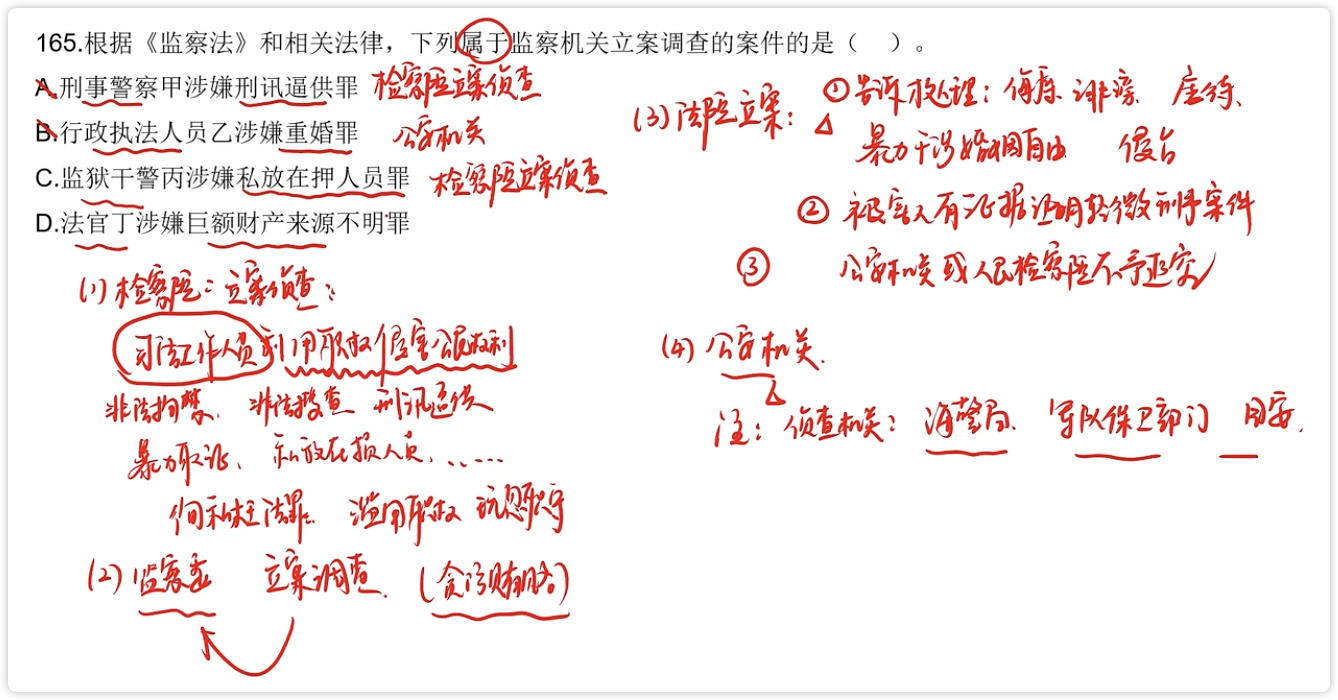 165.根据《监察法》和相关法律，下列属于监察机关立案调查的案件的是（　）。
A.刑事警察甲涉嫌刑讯逼供罪 检察院立案侦查
B.行政执法人员乙涉嫌重婚罪 公安机关
C.监狱干警丙涉嫌私放在押人员罪 检察院立案侦查
D.法官丁涉嫌巨额财产来源不明罪
(1)检察院：立案侦查：
司法工作人员利用职权侵害公民权利
非法拘禁、非法搜查 刑讯逼供
暴力取证、私放在损人员、……
徇私枉法罪、滥用职权 玩忽职守
(2)监察委 立案调查、(贪污贿赂)
(3)法院立案：①告诉才处理：侮辱 诽谤 虐待、
暴力干涉婚姻自由 侵占
② 被害人有证据证明轻微刑事案件
③ 公安机关或人民检察院不予追究
(4)公安机关、
注：侦查机关：海警局、军队保卫部门 国安、